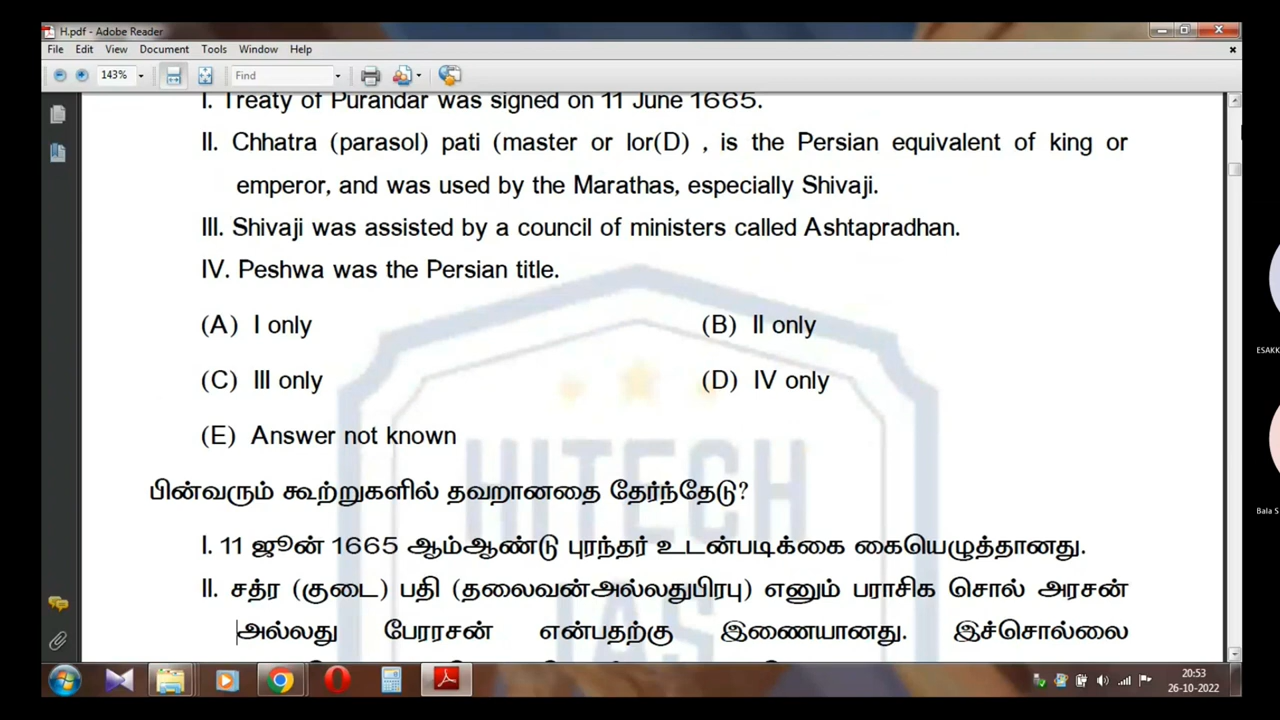 H.pdf - Adobe Reader
File Edit View Document Tools Window Help
143% Find
I. Treaty of Purandar was signed on 11 June 1665.
II. Chhatra (parasol) pati (master or lor(D) , is the Persian equivalent of king or
emperor, and was used by the Marathas, especially Shivaji.
III. Shivaji was assisted by a council of ministers called Ashtapradhan.
IV. Peshwa was the Persian title.
(A) I only (B) II only
(C) III only (D) IV only
(E) Answer not known
பின்வரும் கூற்றுகளில் தவறானதை தேர்ந்தேடு?
I. 11 ஜூன் 1665 ஆம்ஆண்டு புரந்தர் உடன்படிக்கை கையெழுத்தானது.
II. சத்ர (குடை) பதி (தலைவன்அல்லதுபிரபு) எனும் பராசிக சொல் அரசன்
அல்லது பேரரசன் என்பதற்கு இணையானது. இச்சொல்லை
HITECH
IAS
ESAKK
Bala S
20:53
26-10-2022